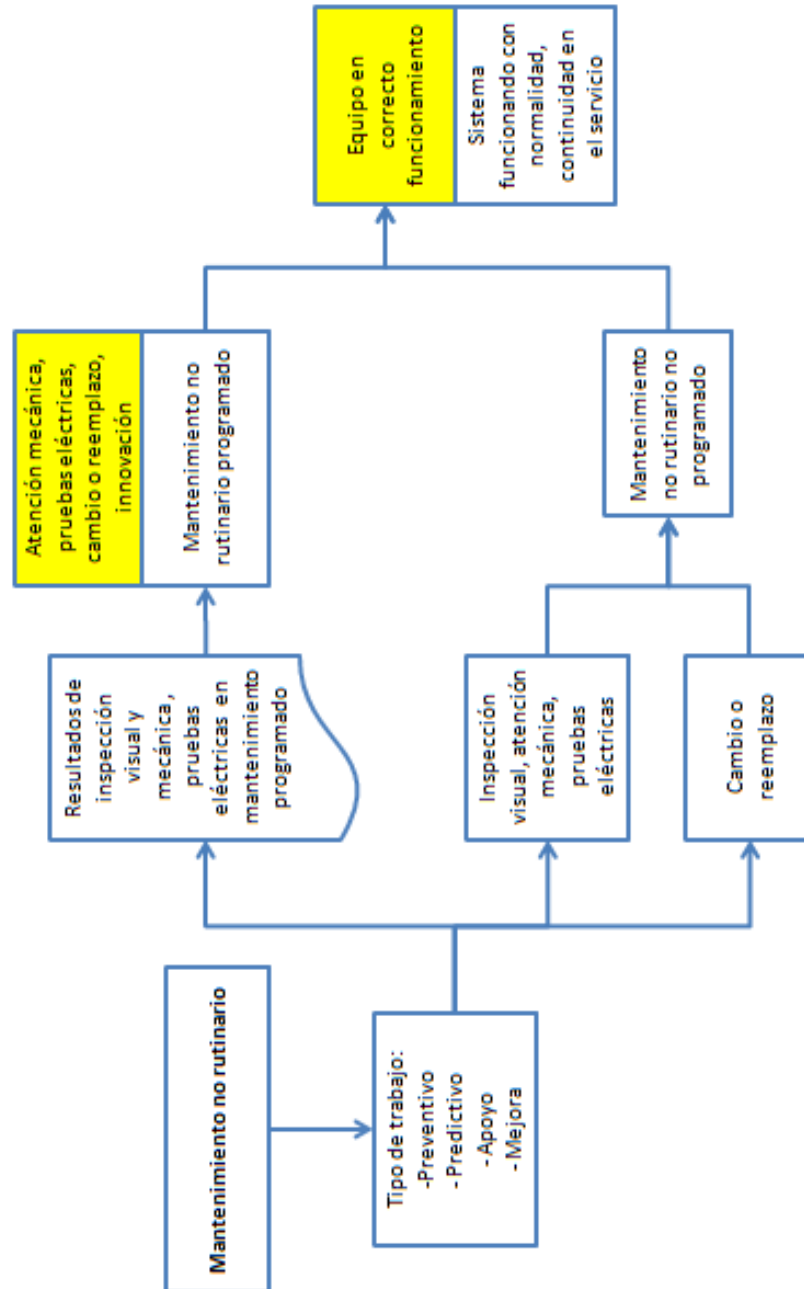 Mantenimiento no rutinario
Tipo de trabajo:
-Preventivo
- Predictivo
- Apoyo
- Mejora
Resultados de
inspección
visual y
mecánica,
pruebas
eléctricas en
mantenimiento
programado
Atención mecánica,
pruebas eléctricas,
cambio o reemplazo,
innovación
Mantenimiento no
rutinario programado
Inspección
visual, atención
mecánica,
pruebas
eléctricas
Cambio o
reemplazo
Mantenimiento
no rutinario no
programado
Equipo en
correcto
funcionamiento
Sistema
funcionando con
normalidad,
continuidad en
el servicio